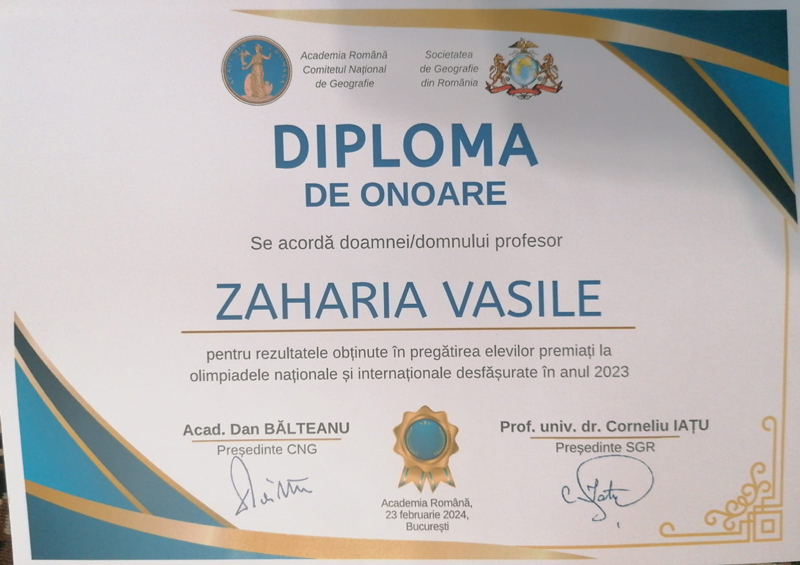 Academia Română
Comitetul Național
de Geografie
Societatea
de Geografie
din România
DIPLOMA
DE ONOARE
Se acordă doamnei/domnului profesor
ZAHARIA VASILE
pentru rezultatele obținute în pregătirea elevilor premiați la
olimpiadele naționale și internaționale desfășurate în anul 2023
Acad. Dan BĂLTEANU
Președinte CNG
Prof. univ. dr. Corneliu IAȚU
Președinte SGR
Academia Română,
23 februarie 2024,
București